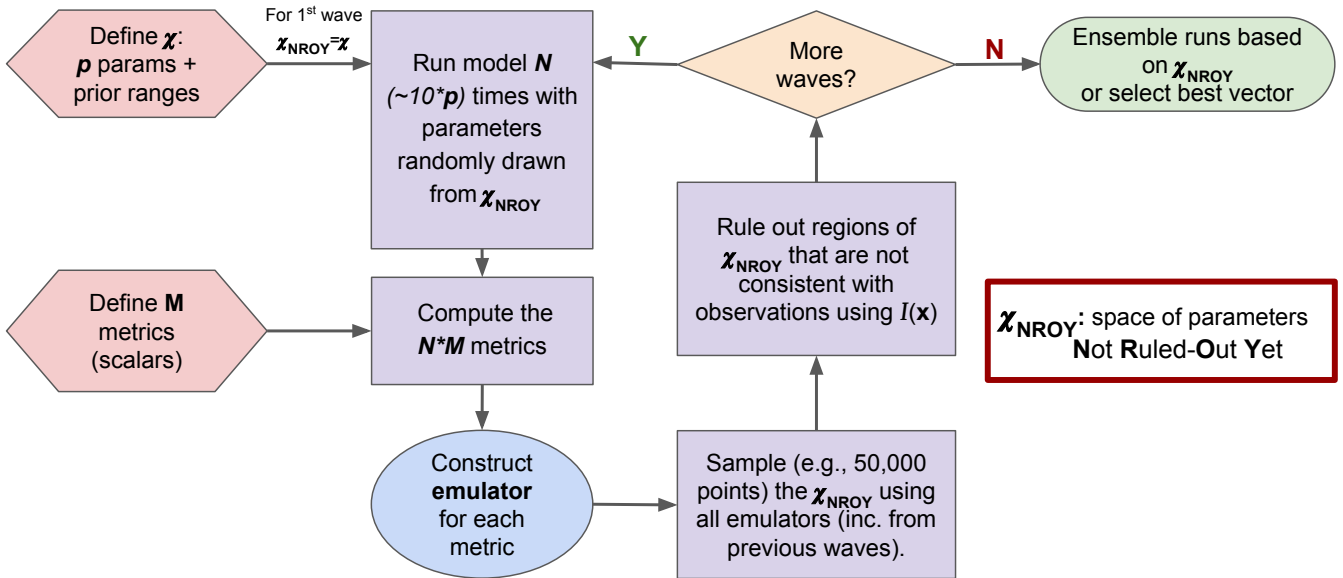 Define χ:
p params +
prior ranges
For 1st wave
χNROY=χ
Run model N
(~10*p) times with
parameters
randomly drawn
from χNROY
Y
More
waves?
N
Ensemble runs based
on χNROY
or select best vector
Define M
metrics
(scalars)
Compute the
N*M metrics
Rule out regions of
χNROY that are not
consistent with
observations using I(x)
χNROY: space of parameters
Not Ruled-Out Yet
Construct
emulator
for each
metric
Sample (e.g., 50,000
points) the χNROY using
all emulators (inc. from
previous waves).